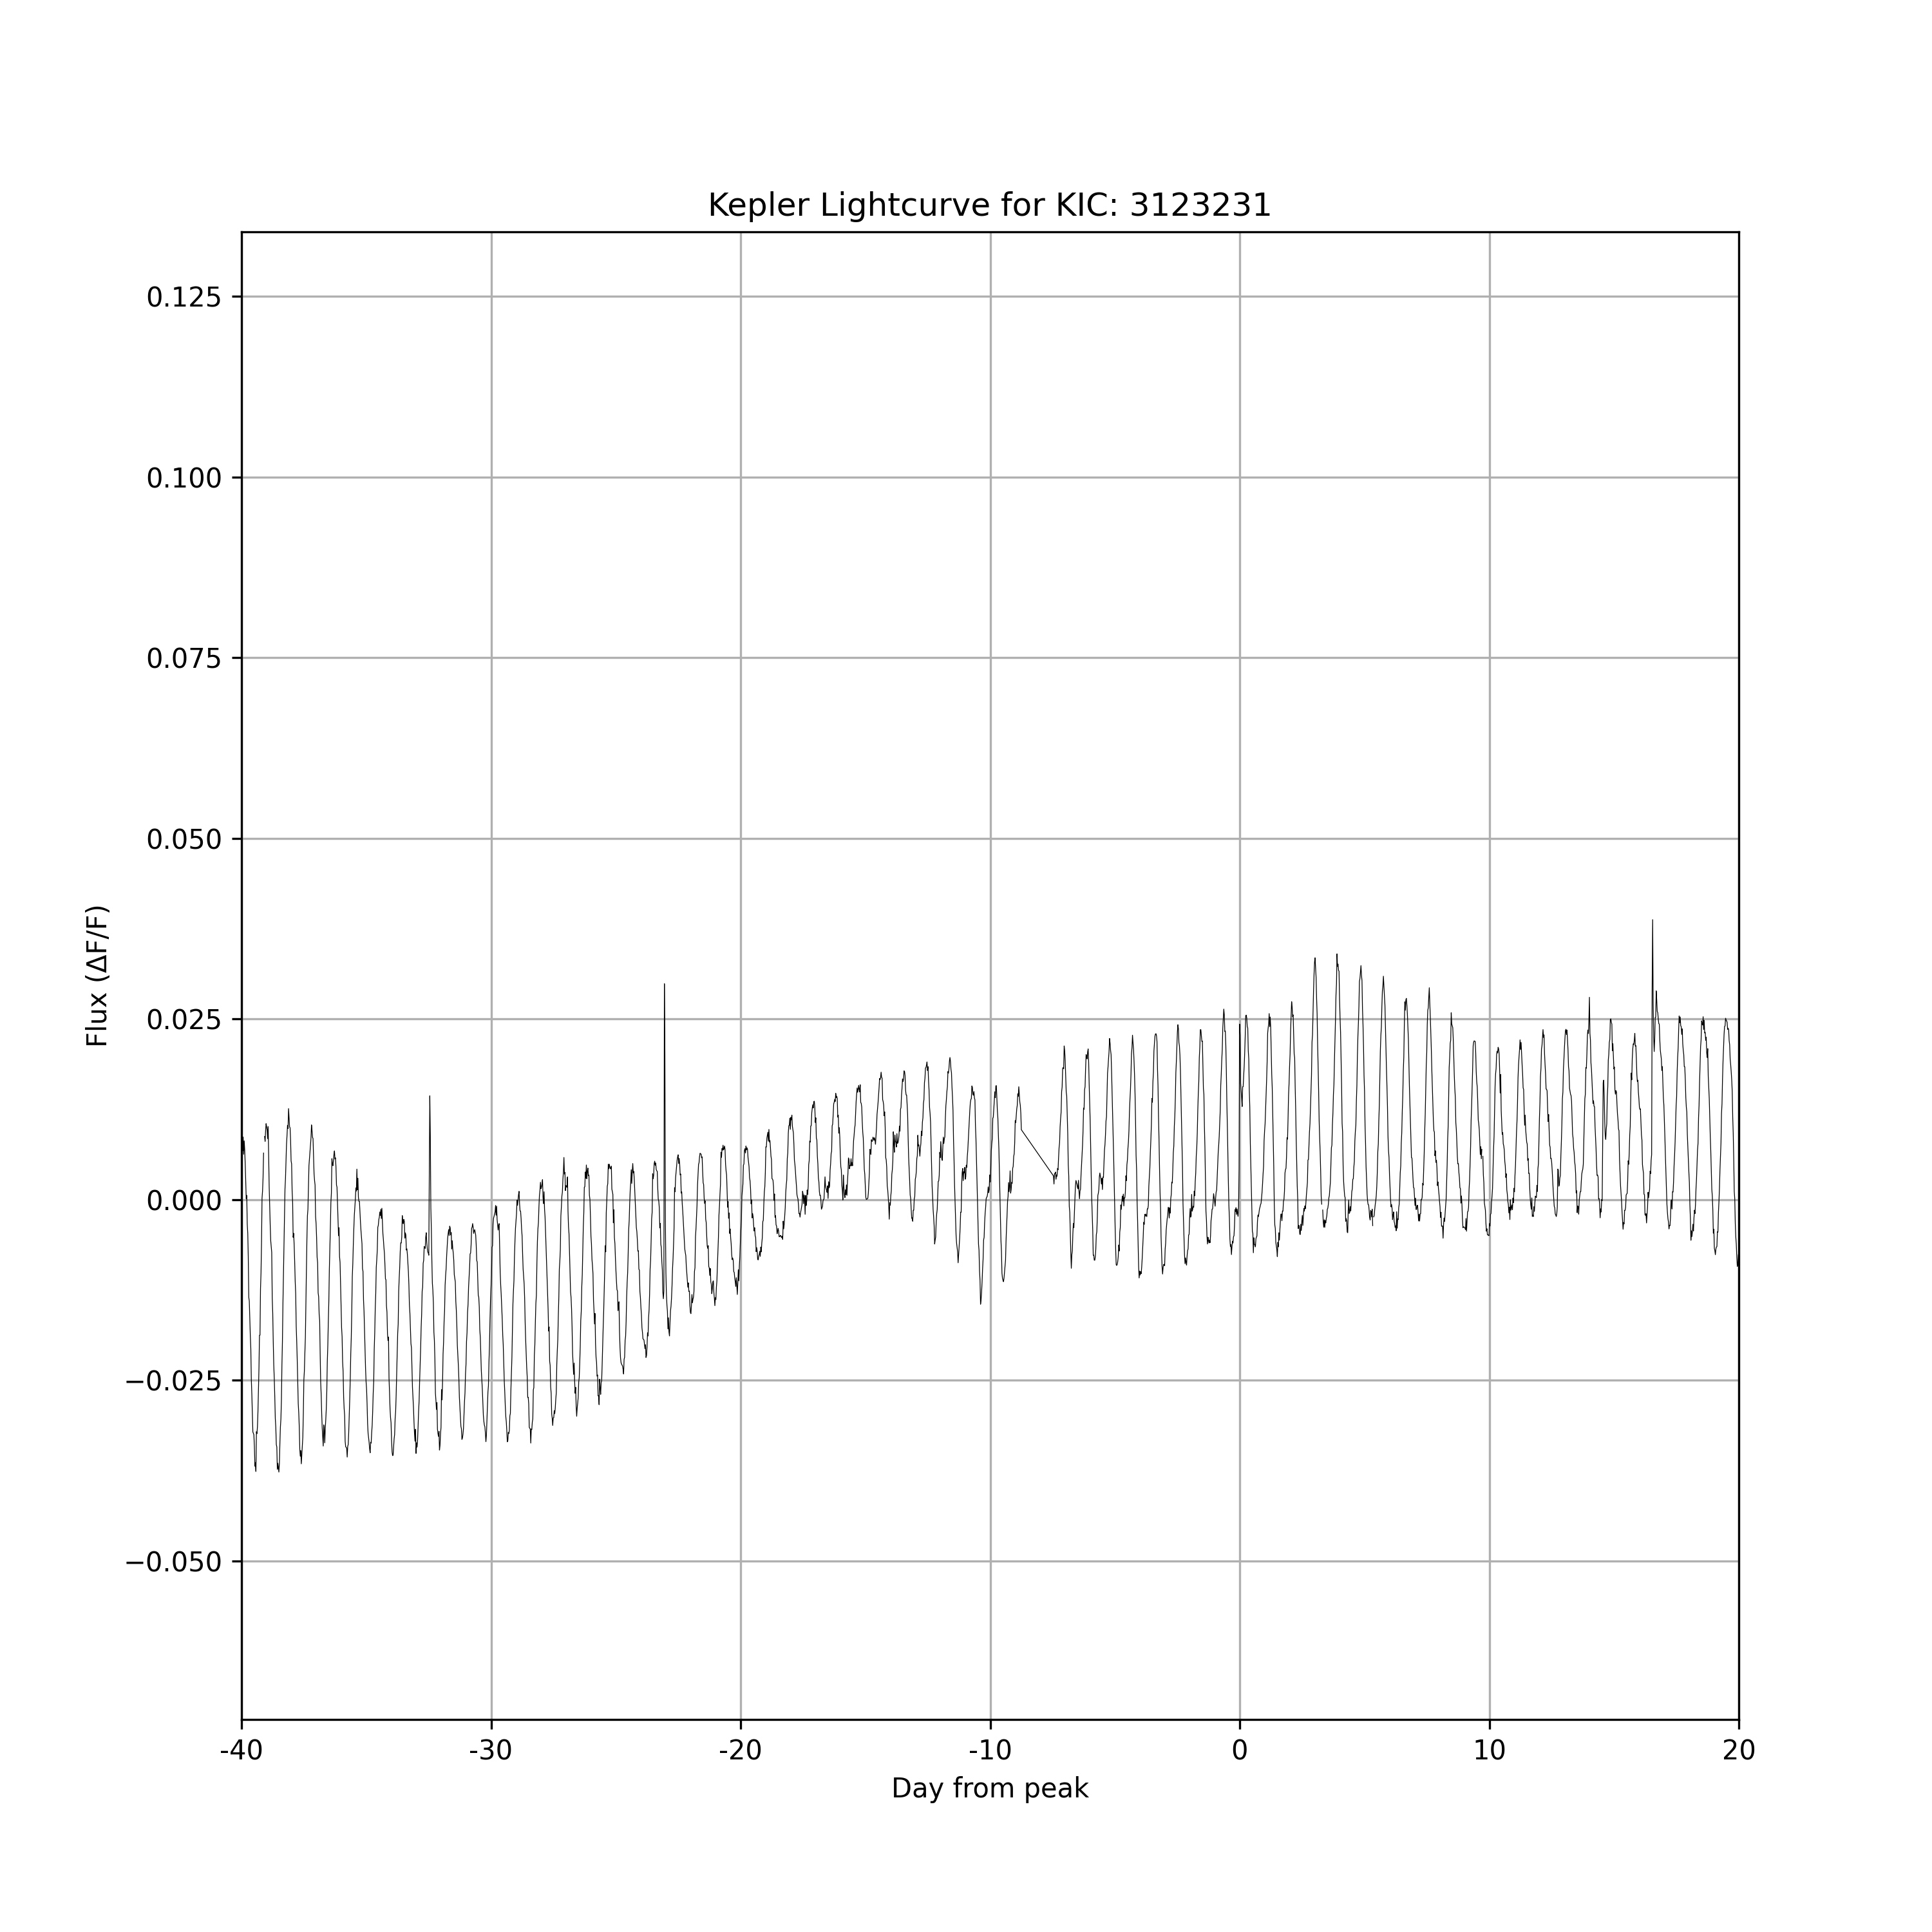 Kepler Lightcurve for KIC: 3123231
0.125
0.100
0.075
0.050
0.025
0.000
−0.025
−0.050
Flux (ΔF/F)
-40 -30 -20 -10 0 10 20
Day from peak